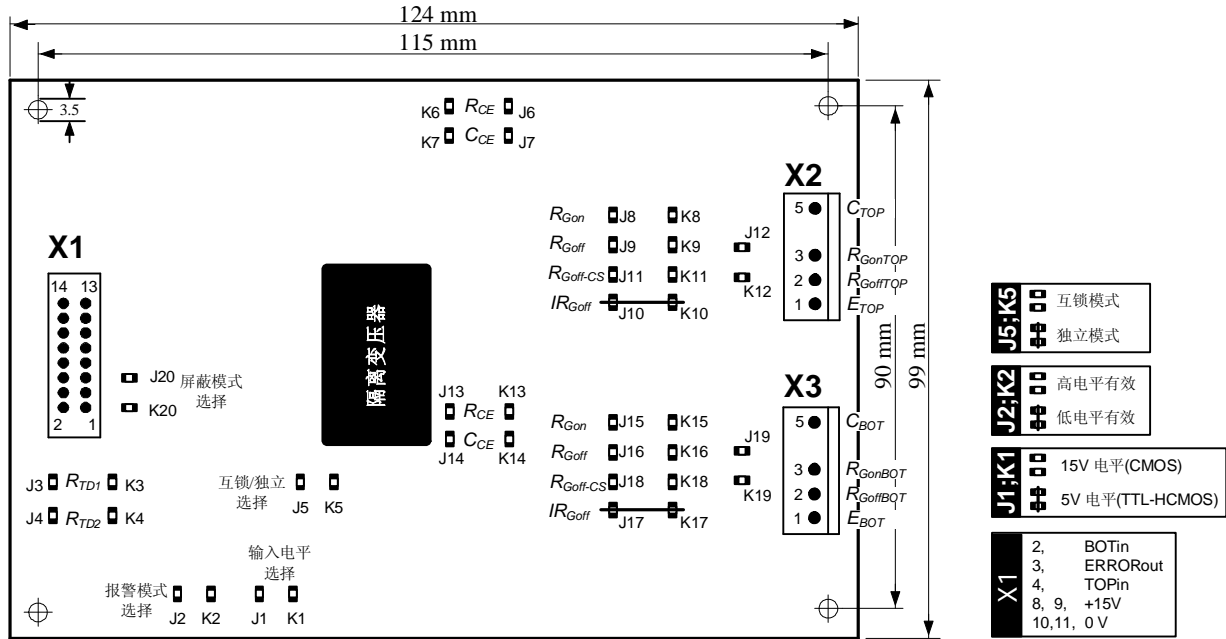 124 mm
115 mm
3.5
K6 RCE J6
K7 CCE J7
X2
5 CTOP
RGon J8 K8
J12
RGoff J9 K9
3 RGonTOP
RGoff-CS J11 K11
2 RGoffTOP
K12
IRGoff J10 K10
1 ETOP
X1
14 13
2 1
隔离变压器
J20 屏蔽模式
K20 选择
90 mm
99 mm
J13 K13
RCE
CCE
J14 K14
X3
5 CBOT
RGon J15 K15
J19
RGoff J16 K16
3 RGonBOT
RGoff-CS J18 K18
2 RGoffBOT
K19
IRGoff J17 K17
1 EBOT
J3 RTD1 K3
J4 RTD2 K4
互锁/独立
选择
J5 K5
输入电平
选择
报警模式
选择
J2 K2 J1 K1
J5;K5
互锁模式
独立模式
J2;K2
高电平有效
低电平有效
J1;K1
15V 电平(CMOS)
5V 电平(TTL-HCMOS)
X1
2, BOTin
3, ERRORout
4, TOPin
8, 9, +15V
10,11, 0 V